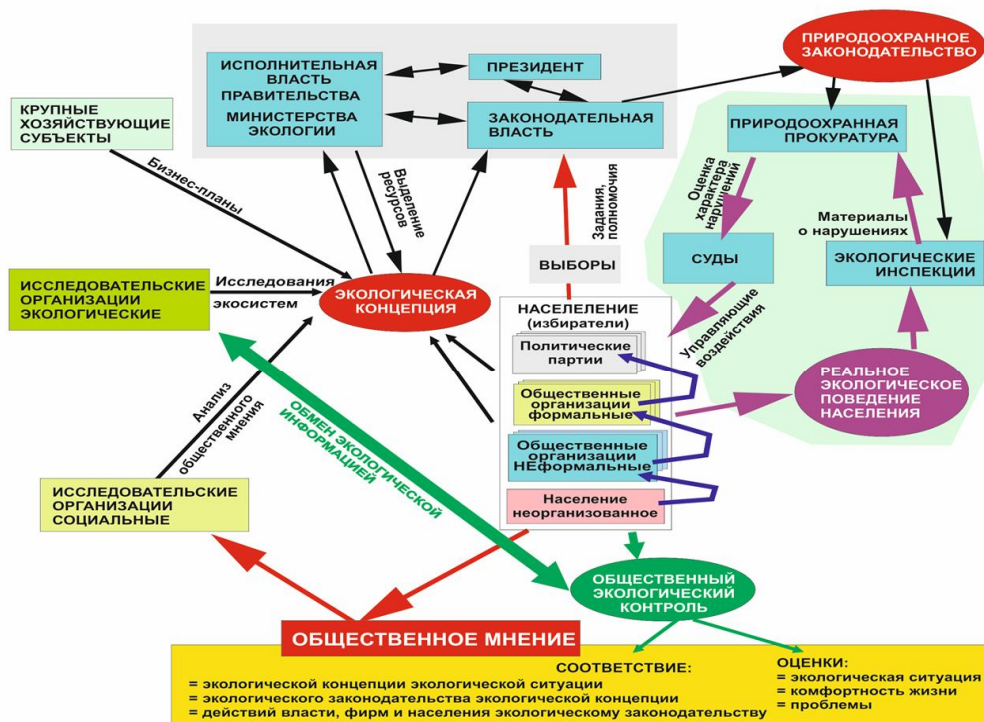 ПРИРОДООХРАННОЕ
ЗАКОНОДАТЕЛЬСТВО
ИСПОЛНИТЕЛЬНАЯ
ВЛАСТЬ
ПРАВИТЕЛЬСТВА
МИНИСТЕРСТВА
ЭКОЛОГИИ
ПРЕЗИДЕНТ
ЗАКОНОДАТЕЛЬНАЯ
ВЛАСТЬ
КРУПНЫЕ
ХОЗЯЙСТВУЮЩИЕ
СУБЪЕКТЫ
Бизнес-планы
Выделение
ресурсов
Задания,
полномочия
ПРИРОДООХРАННАЯ
ПРОКУРАТУРА
Оценка
характера
нарушений
Материалы
о нарушениях
СУДЫ
ЭКОЛОГИЧЕСКИЕ
ИНСПЕКЦИИ
ВЫБОРЫ
ИССЛЕДОВАТЕЛЬСКИЕ
ОРГАНИЗАЦИИ
ЭКОЛОГИЧЕСКИЕ
Исследования
экосистем
ЭКОЛОГИЧЕСКАЯ
КОНЦЕПЦИЯ
НАСЕЛЕЛЕНИЕ
(избиратели)
Политические
партии
Общественные
организации
формальные
Общественные
организации
НЕформальные
Население
неорганизованное
Управляющие
воздействия
РЕАЛЬНОЕ
ЭКОЛОГИЧЕСКОЕ
ПОВЕДЕНИЕ
НАСЕЛЕНИЯ
Анализ
общественного
мнения
ОБМЕН ЭКОЛОГИЧЕСКОЙ
ИНФОРМАЦИЕЙ
ИССЛЕДОВАТЕЛЬСКИЕ
ОРГАНИЗАЦИИ
СОЦИАЛЬНЫЕ
ОБЩЕСТВЕННЫЙ
ЭКОЛОГИЧЕСКИЙ
КОНТРОЛЬ
ОБЩЕСТВЕННОЕ МНЕНИЕ
СООТВЕТСТВИЕ:
= экологической концепции экологической ситуации
= экологического законодательства экологической концепции
= действий власти, фирм и населения экологическому законодательству
ОЦЕНКИ:
= экологическая ситуация
= комфортность жизни
= проблемы